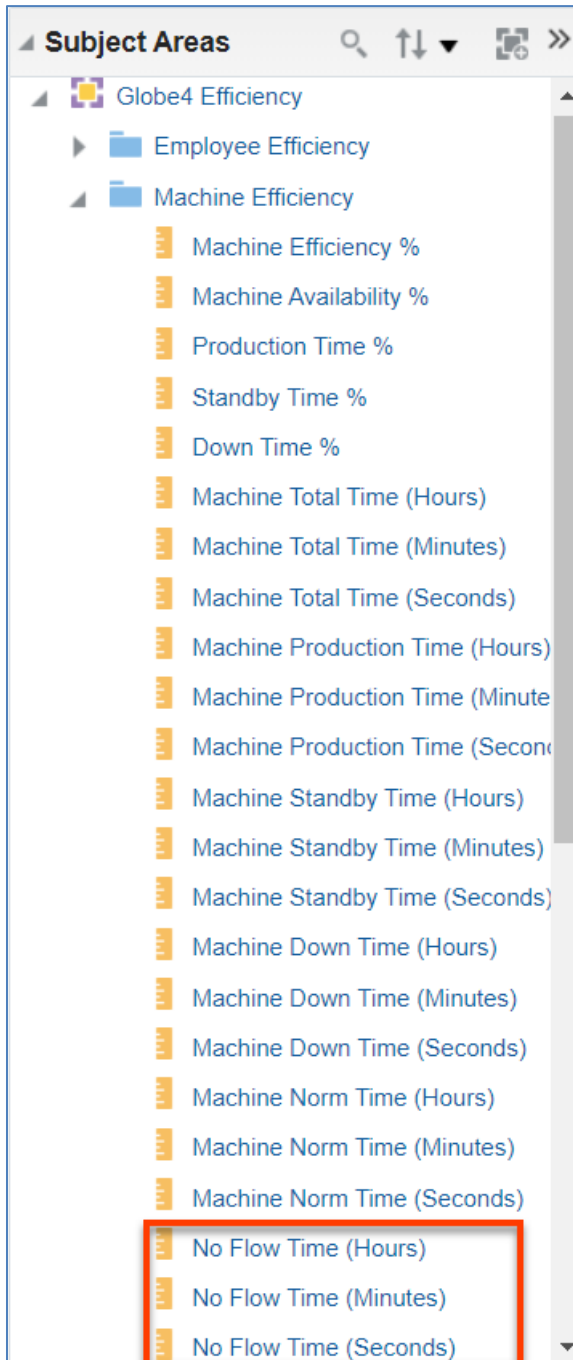 Subject Areas
Globe4 Efficiency
Employee Efficiency
Machine Efficiency
Machine Efficiency %
Machine Availability %
Production Time %
Standby Time %
Down Time %
Machine Total Time (Hours)
Machine Total Time (Minutes)
Machine Total Time (Seconds)
Machine Production Time (Hours)
Machine Production Time (Minute
Machine Production Time (Secon
Machine Standby Time (Hours)
Machine Standby Time (Minutes)
Machine Standby Time (Seconds)
Machine Down Time (Hours)
Machine Down Time (Minutes)
Machine Down Time (Seconds)
Machine Norm Time (Hours)
Machine Norm Time (Minutes)
Machine Norm Time (Seconds)
No Flow Time (Hours)
No Flow Time (Minutes)
No Flow Time (Seconds)